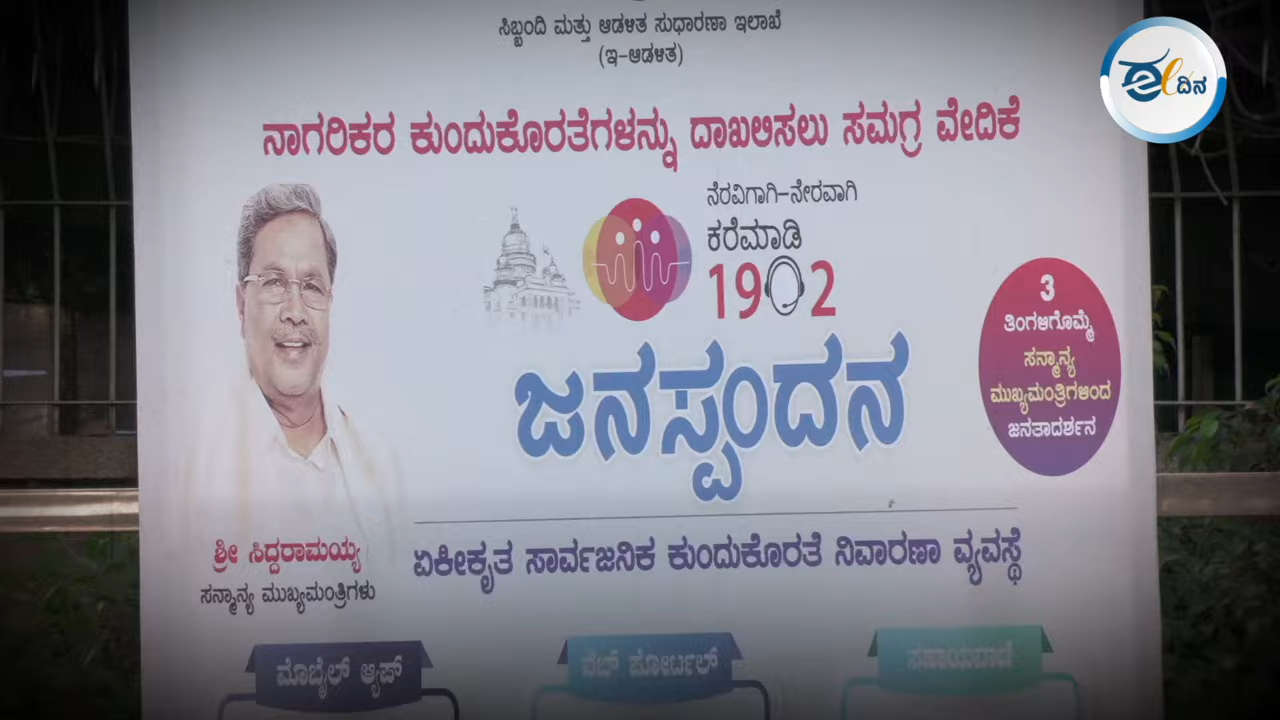 ಸಿಬ್ಬಂದಿ ಮತ್ತು ಆಡಳಿತ ಸುಧಾರಣಾ ಇಲಾಖೆ
(ಇ-ಆಡಳಿತ)
ದಿನ
ನಾಗರಿಕರ ಕುಂದುಕೊರತೆಗಳನ್ನು ದಾಖಲಿಸಲು ಸಮಗ್ರ ವೇದಿಕೆ
ನೆರವಿಗಾಗಿ-ನೇರವಾಗಿ
ಕರೆಮಾಡಿ
1902
ಜನಸ್ಪಂದನ
3
ತಿಂಗಳಿಗೊಮ್ಮೆ
ಸನ್ಮಾನ್ಯ
ಮುಖ್ಯಮಂತ್ರಿಗಳಿಂದ
ಜನತಾದರ್ಶನ
ಶ್ರೀ ಸಿದ್ದರಾಮಯ್ಯ
ಸನ್ಮಾನ್ಯ ಮುಖ್ಯಮಂತ್ರಿಗಳು
ಏಕೀಕೃತ ಸಾರ್ವಜನಿಕ ಕುಂದುಕೊರತೆ ನಿವಾರಣಾ ವ್ಯವಸ್ಥೆ
ಮೊಬೈಲ್ ಆ್ಯಪ್
ವೆಬ್ ಪೋರ್ಟಲ್
ಸಹಾಯವಾಣಿ